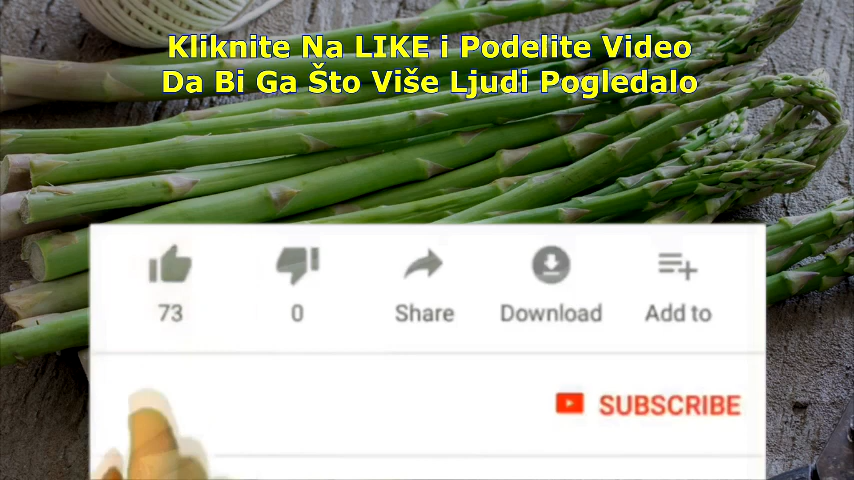 Kliknite Na LIKE i Podelite Video
Da Bi Ga Što Više Ljudi Pogledalo
73 0 Share Download Add to
SUBSCRIBE